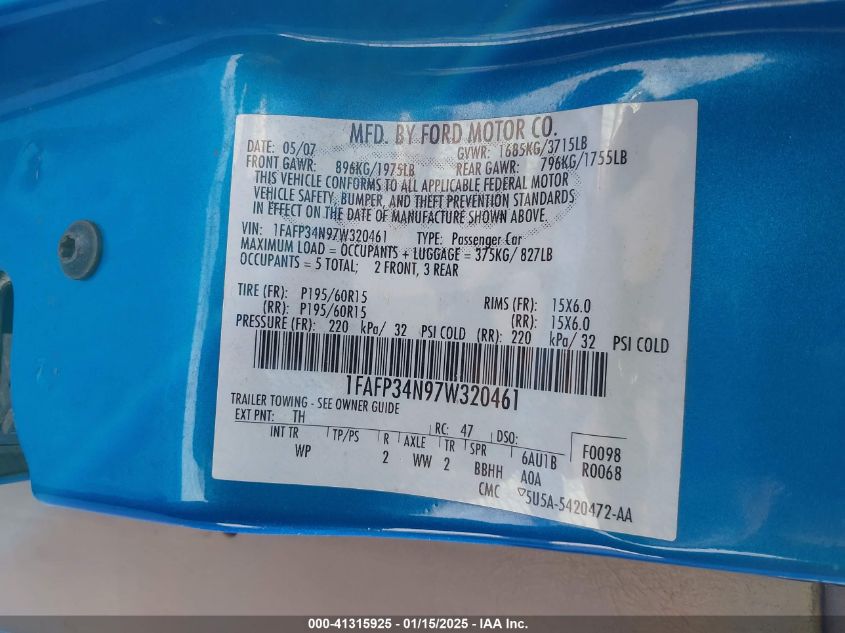 MFD. BY FORD MOTOR CO.
DATE: 05/07 GVWR: 1685KG/3715LB
FRONT GAWR: 896KG/1975LB REAR GAWR: 796KG/1755LB
THIS VEHICLE CONFORMS TO ALL APPLICABLE FEDERAL MOTOR
VEHICLE SAFETY, BUMPER, AND THEFT PREVENTION STANDARDS
IN EFFECT ON THE DATE OF MANUFACTURE SHOWN ABOVE.
VIN: 1FAFP34N97W320461 TYPE: Passenger Car
MAXIMUM LOAD = OCCUPANTS + LUGGAGE = 375KG/ 827LB
OCCUPANTS = 5 TOTAL; 2 FRONT, 3 REAR
TIRE (FR): P195/60R15 RIMS (FR): 15X6.0
(RR): P195/60R15 (RR): 15X6.0
PRESSURE (FR): 220 kPa/ 32 PSI COLD (RR): 220 kPa/ 32 PSI COLD
1FAFP34N97W320461
TRAILER TOWING - SEE OWNER GUIDE
EXT PNT: TH RC: 47 DSO: F0098
INT TR TP/PS R AXLE TR SPR 6AU1B R0068
WP 2 WW 2 BBHH A0A
CMC ▽5U5A-5420472-AA
000-41315925 - 01/15/2025 - IAA Inc.